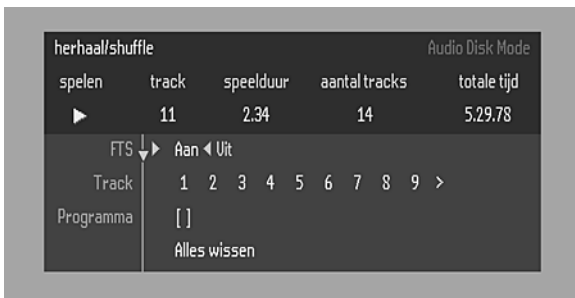 herhaal/shuffle Audio Disk Mode
spelen track speelduur aantal tracks totale tijd
11 2.34 14 5.29.78
FTS Aan Uit
Track 1 2 3 4 5 6 7 8 9 >
Programma [ ]
Alles wissen